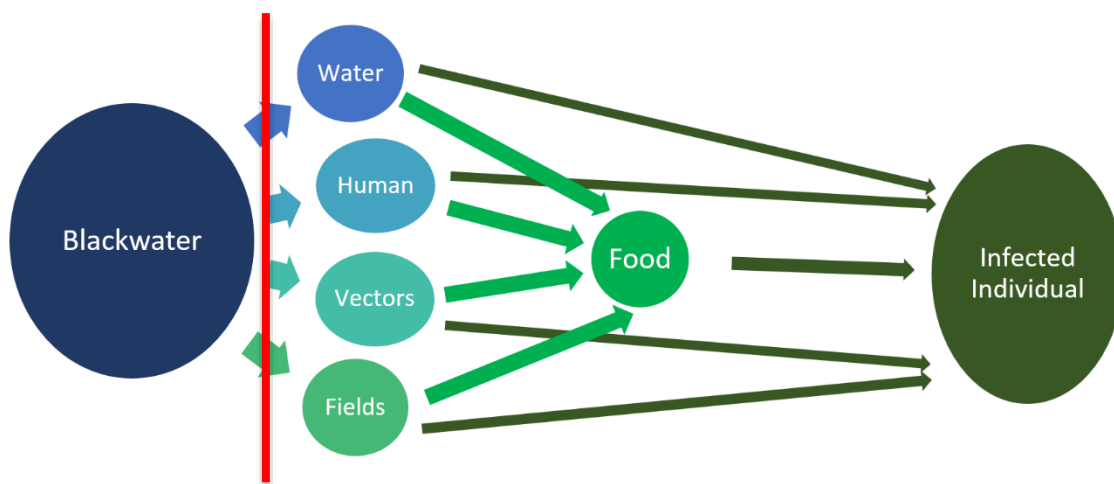 Blackwater
Water
Human
Vectors
Fields
Food
Infected
Individual